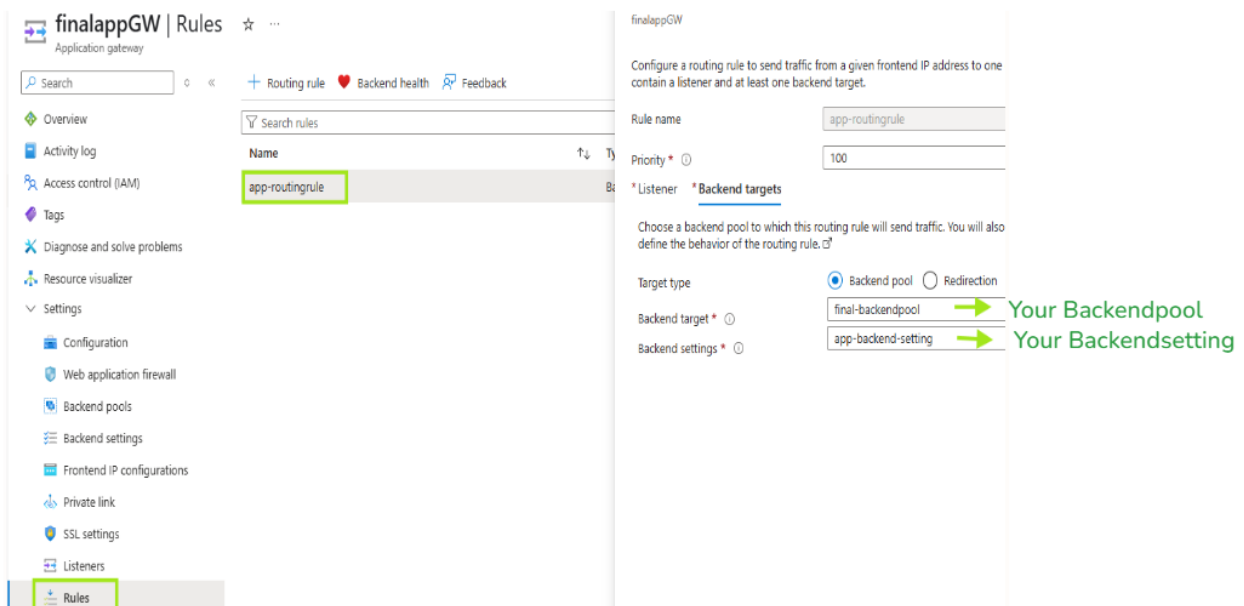 finalappGW | Rules
Application gateway
Search
Overview
Activity log
Access control (IAM)
Tags
Diagnose and solve problems
Resource visualizer
Settings
Configuration
Web application firewall
Backend pools
Backend settings
Frontend IP configurations
Private link
SSL settings
Listeners
Rules
Routing rule Backend health Feedback
Search rules
Name Ty
app-routingrule Ba
finalappGW
Configure a routing rule to send traffic from a given frontend IP address to one
contain a listener and at least one backend target.
Rule name app-routingrule
Priority * 100
* Listener * Backend targets
Choose a backend pool to which this routing rule will send traffic. You will also
define the behavior of the routing rule.
Target type Backend pool Redirection
Backend target * final-backendpool Your Backendpool
Backend settings * app-backend-setting Your Backendsetting